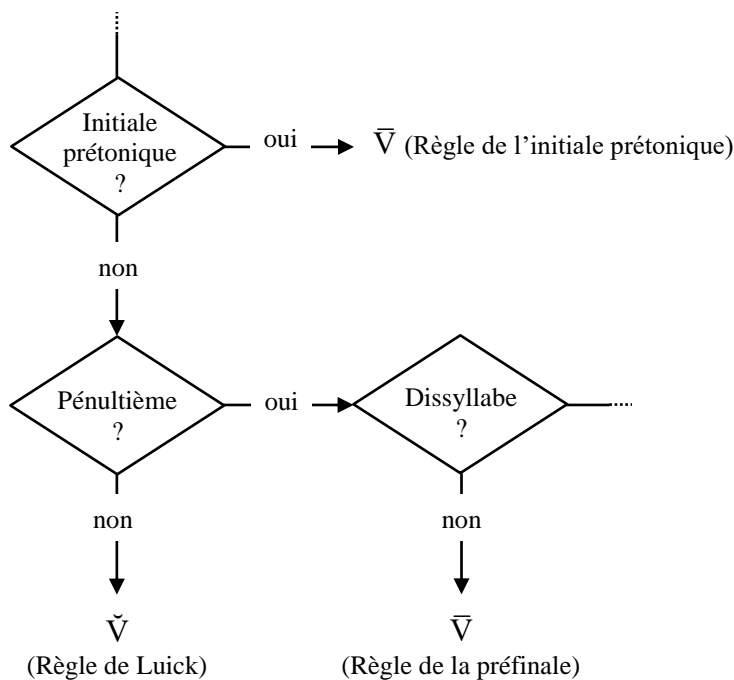 Initiale
prétonique
?
oui
V̄ (Règle de l'initiale prétonique)
non
Pénultième
?
oui
Dissyllabe
?
non
non
V̆
V̄
(Règle de Luick)
(Règle de la préfinale)